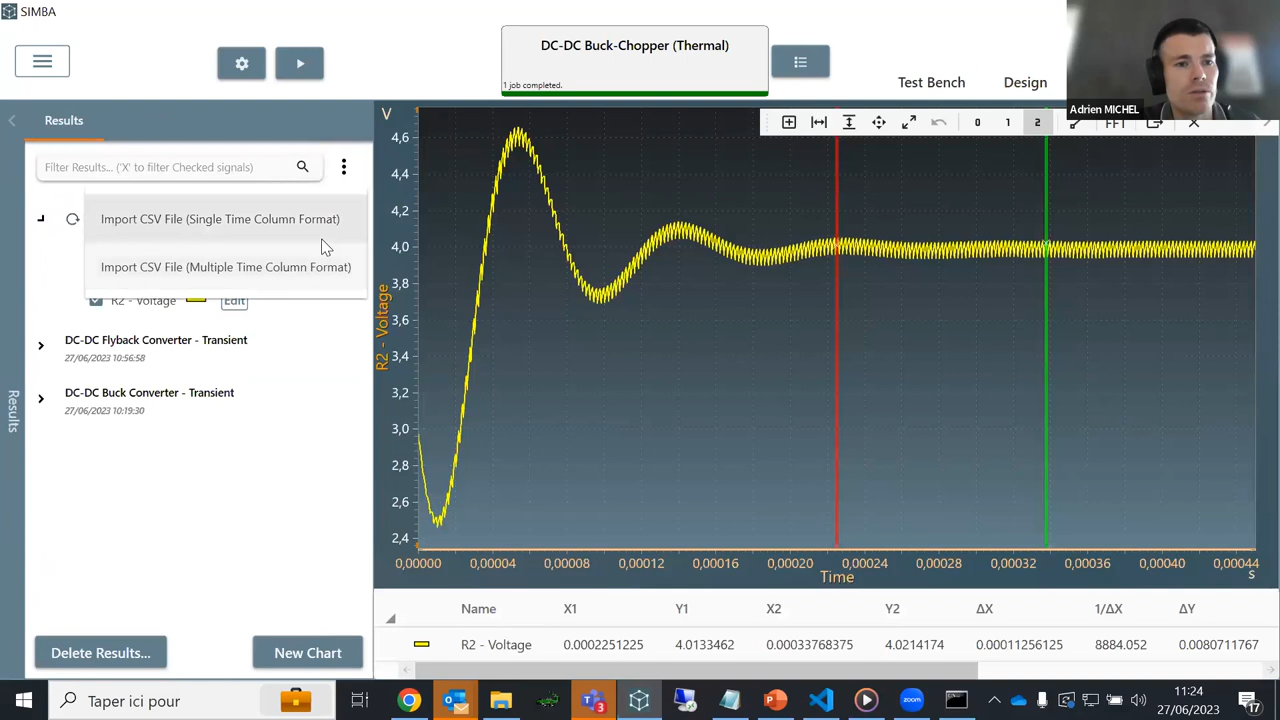 SIMBA
DC-DC Buck-Chopper (Thermal)
1 job completed.
Test Bench
Design
Adrien MICHEL
Results
Filter Results... ('X' to filter Checked signals)
Import CSV File (Single Time Column Format)
Import CSV File (Multiple Time Column Format)
R2 - Voltage
Edit
DC-DC Flyback Converter - Transient
27/06/2023 10:56:58
DC-DC Buck Converter - Transient
27/06/2023 10:19:30
Results
Delete Results...
New Chart
V
0
1
2
FFT
4,6
4,4
4,2
4,0
3,8
3,6
3,4
3,2
3,0
2,8
2,6
2,4
R2 - Voltage
0,00000
0,00004
0,00008
0,00012
0,00016
0,00020
0,00024
0,00028
0,00032
0,00036
0,00040
0,00044
Time
s
Name X1 Y1 X2 Y2 ΔX 1/ΔX ΔY
R2 - Voltage 0.0002251225 4.0133462 0.00033768375 4.0214174 0.00011256125 8884.052 0.0080711767
Taper ici pour
3
zoom
11:24
27/06/2023
17